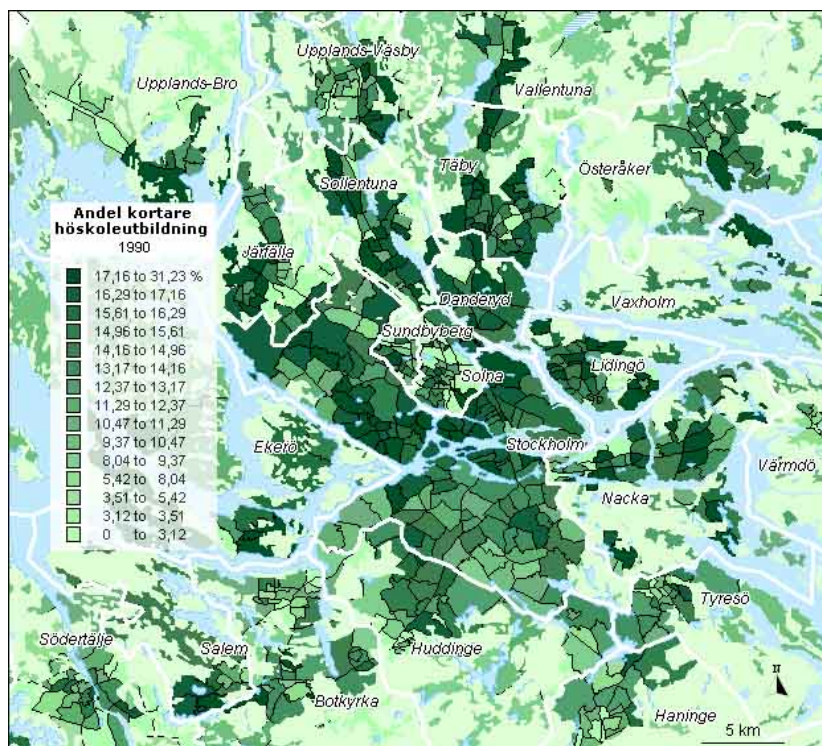 Upplands-Väsby
Upplands-Bro
Vallentuna
Täby
Österåker
Sollentuna
Andel kortare
höskoleutbildning
1990
17,16 to 31,23 %
16,29 to 17,16
15,61 to 16,29
14,96 to 15,61
14,16 to 14,96
13,17 to 14,16
12,37 to 13,17
11,29 to 12,37
10,47 to 11,29
9,37 to 10,47
8,04 to 9,37
5,42 to 8,04
3,51 to 5,42
3,12 to 3,51
0 to 3,12
Järfälla
Danderyd
Vaxholm
Sundbyberg
Lidingö
Solna
Ekerö
Stockholm
Värmdö
Nacka
Tyresö
Södertälje
Salem
Huddinge
Botkyrka
Haninge
N
5 km